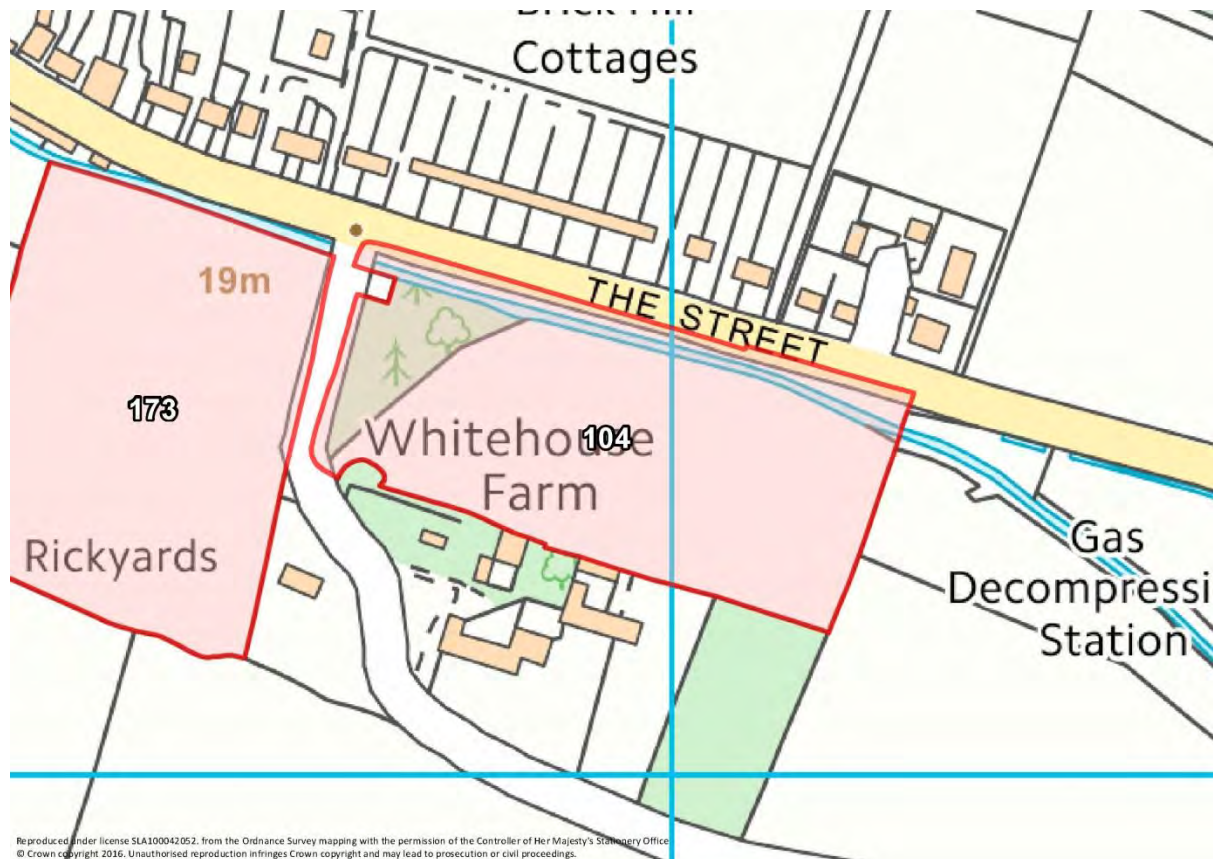 Cottages
THE STREET
19m
173
Whitehouse
104
Farm
Rickyards
Gas
Decompressi
Station
Reproduced under license SLA100042052. from the Ordnance Survey mapping with the permission of the Controller of Her Majesty's Stationery Office
© Crown copyright 2016. Unauthorised reproduction infringes Crown copyright and may lead to prosecution or civil proceedings.